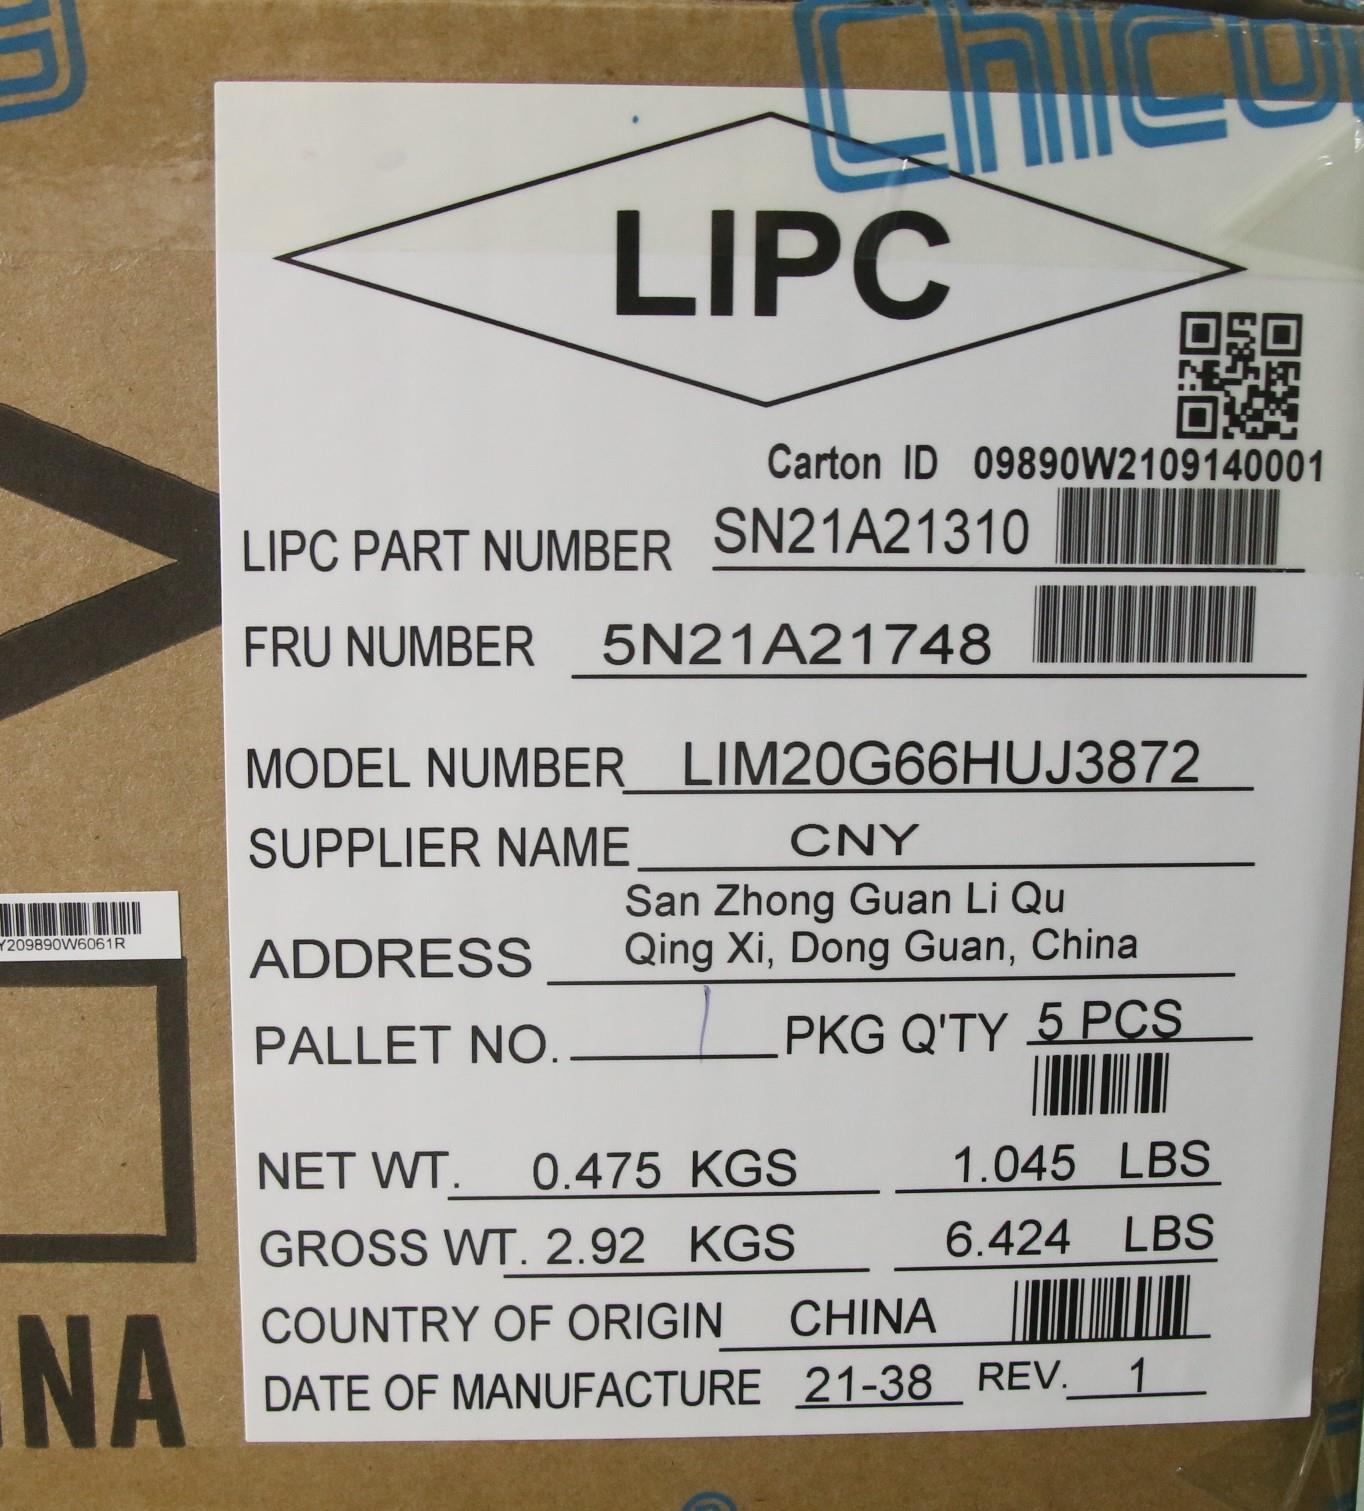 Chico
LIPC
Carton ID 09890W2109140001
LIPC PART NUMBER SN21A21310
FRU NUMBER 5N21A21748
MODEL NUMBER LIM20G66HUJ3872
SUPPLIER NAME CNY
San Zhong Guan Li Qu
ADDRESS Qing Xi, Dong Guan, China
PALLET NO. 1 PKG Q'TY 5 PCS
NET WT. 0.475 KGS 1.045 LBS
GROSS WT. 2.92 KGS 6.424 LBS
COUNTRY OF ORIGIN CHINA
DATE OF MANUFACTURE 21-38 REV. 1
Y209890W6061R
NA
®